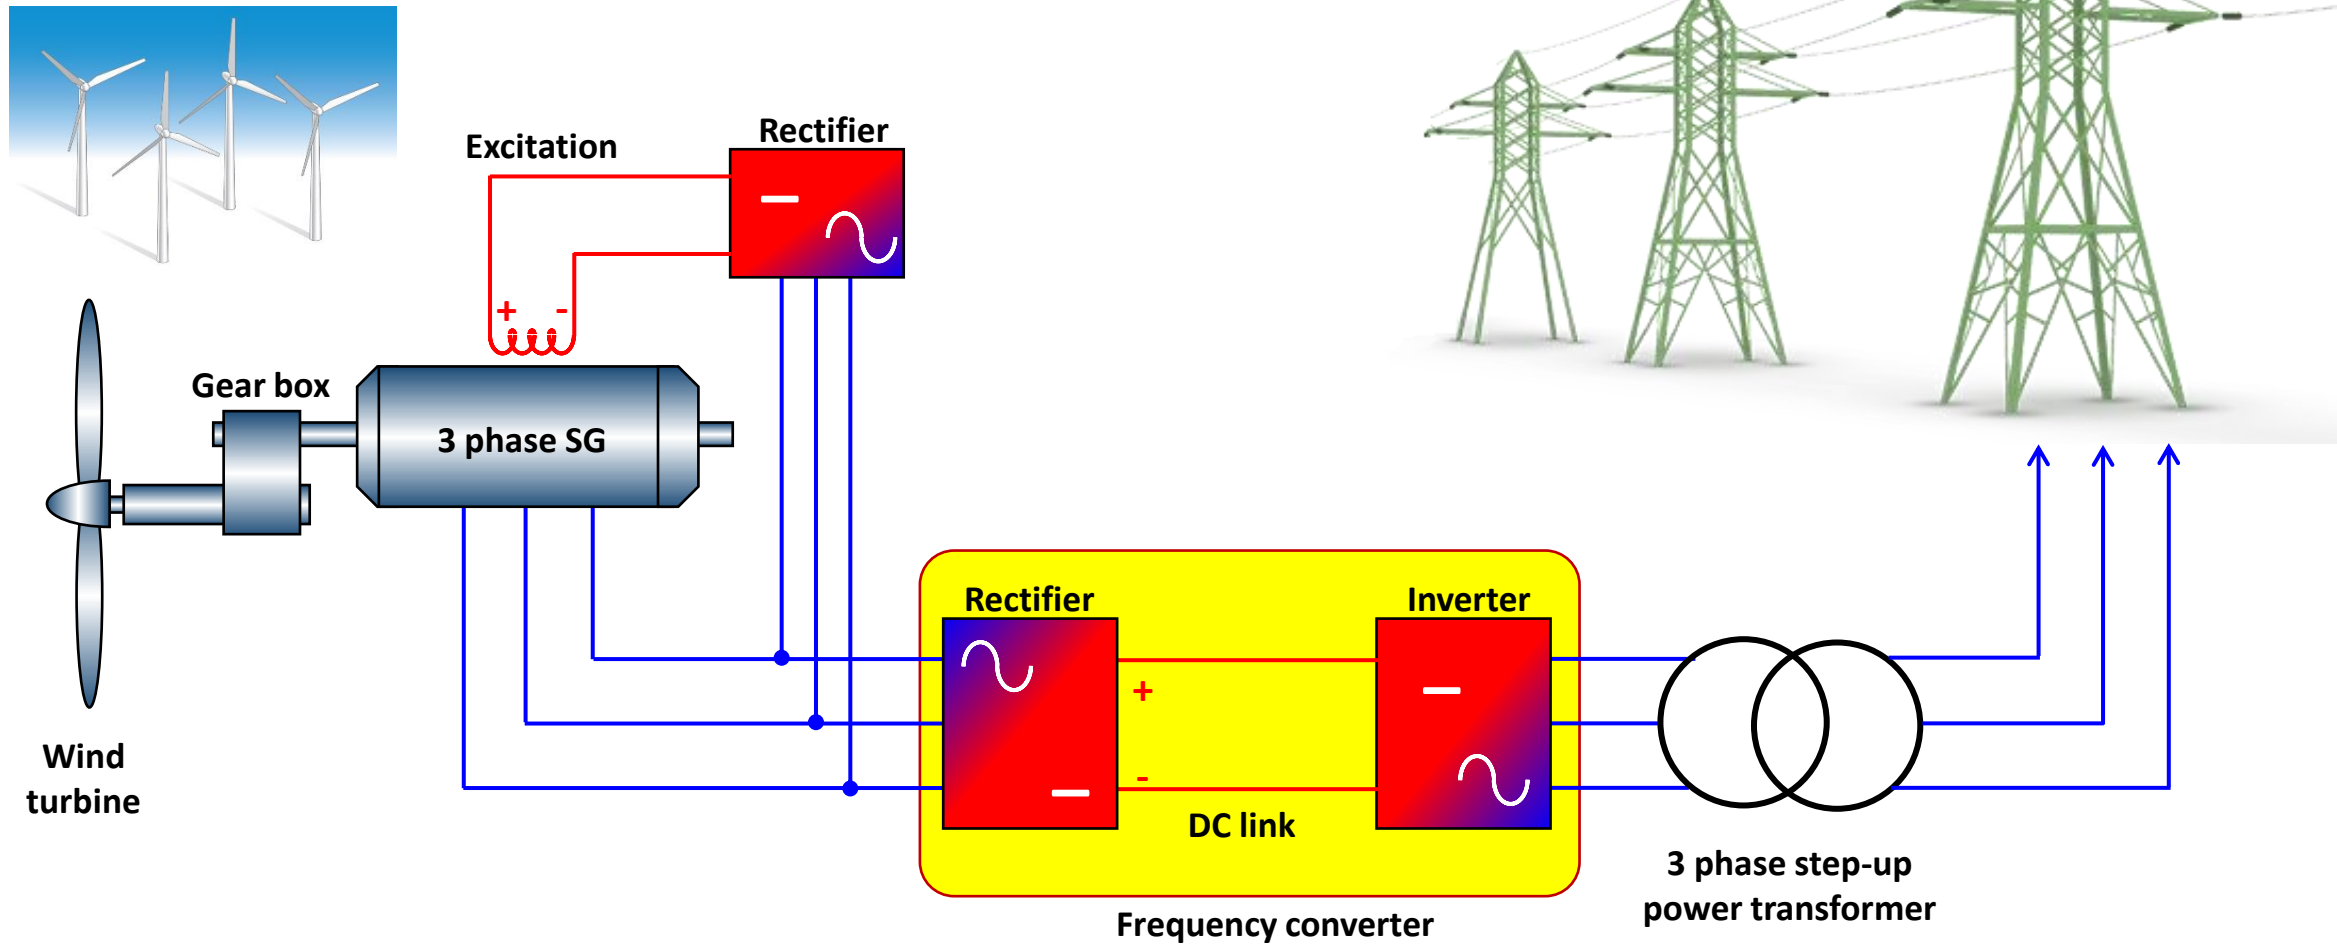 Excitation
Rectifier
+ -
Gear box
3 phase SG
Wind
turbine
Rectifier
Inverter
+
-
DC link
Frequency converter
3 phase step-up
power transformer